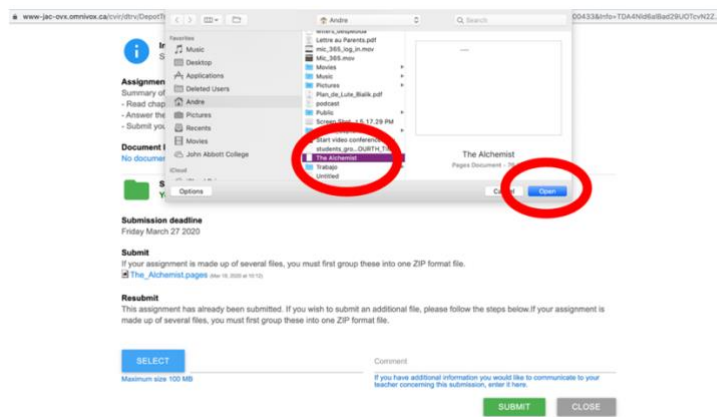 www-jac-ovx.omnivox.ca/cvir/dtrv/DepotTr
Andre
Search
Favorites
Music
Desktop
Applications
Deleted Users
Andre
Pictures
Recents
Movies
John Abbott College
iCloud
Lettre au Parents.pdf
mic_365_log_in.mov
Mic_365.mov
Movies
Music
Pictures
Plan_de_Lute_Bialik.pdf
podcast
Public
Start video conference
The Alchemist
Trabajo
Untitled
The Alchemist
Pages Document
Options
Open
Assignmen
Summary of
- Read chap
- Answer the
- Submit you
Document
No documen
Submission deadline
Friday March 27 2020
Submit
If your assignment is made up of several files, you must first group these into one ZIP format file.
The_Alchemist.pages (Mar 19, 2020 at 10:12)
Resubmit
This assignment has already been submitted. If you wish to submit an additional file, please follow the steps below.If your assignment is
made up of several files, you must first group these into one ZIP format file.
SELECT
Comment
Maximum size 100 MB
If you have additional information you would like to communicate to your
teacher concerning this submission, enter it here.
SUBMIT CLOSE